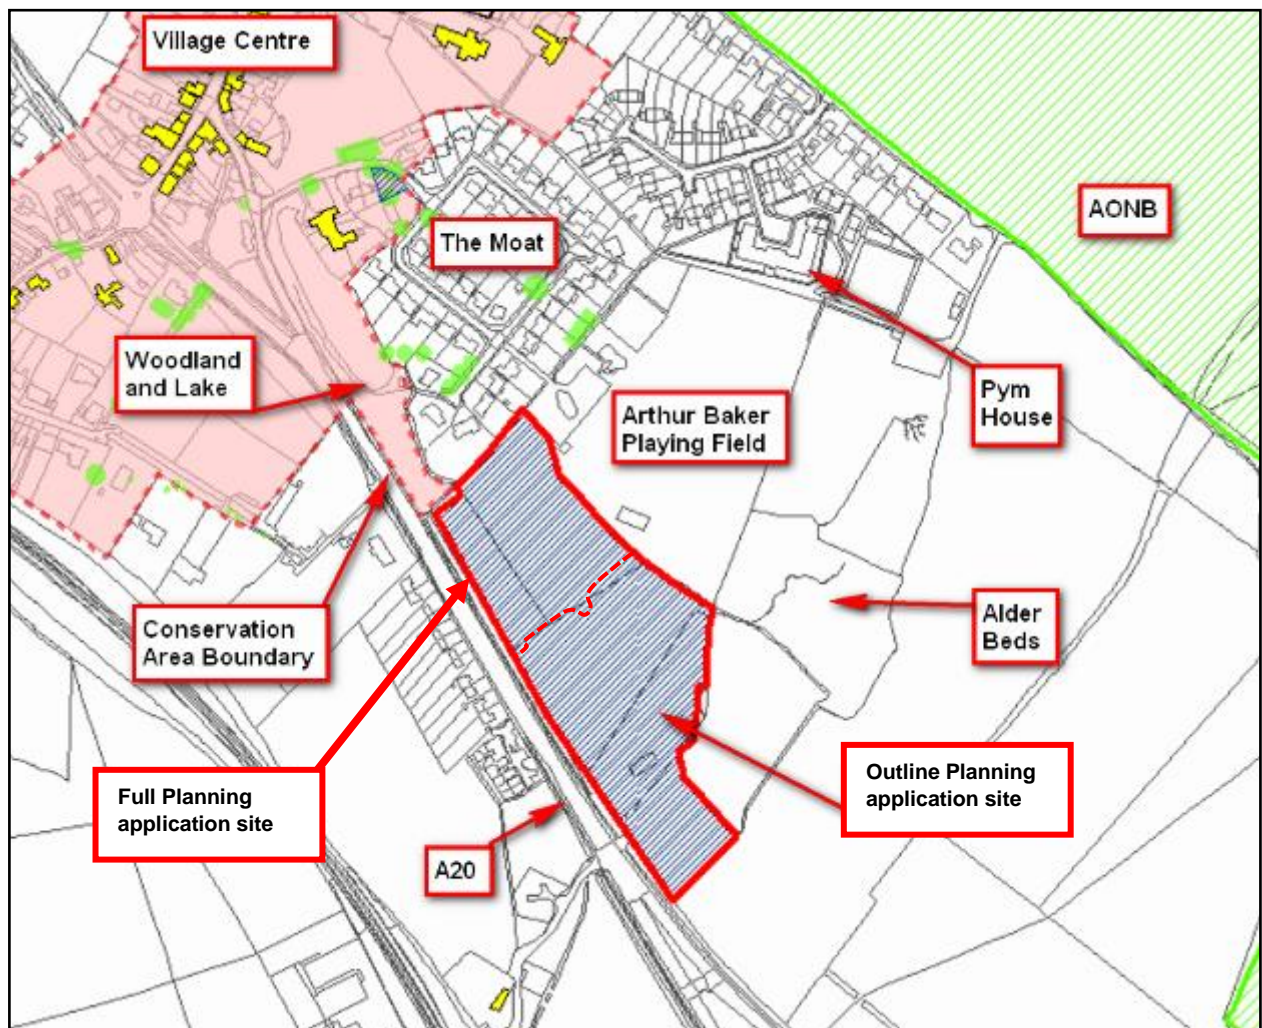 Village Centre
AONB
The Moat
Woodland
and Lake
Pym
House
Arthur Baker
Playing Field
Conservation
Area Boundary
Alder
Beds
Full Planning
application site
Outline Planning
application site
A20